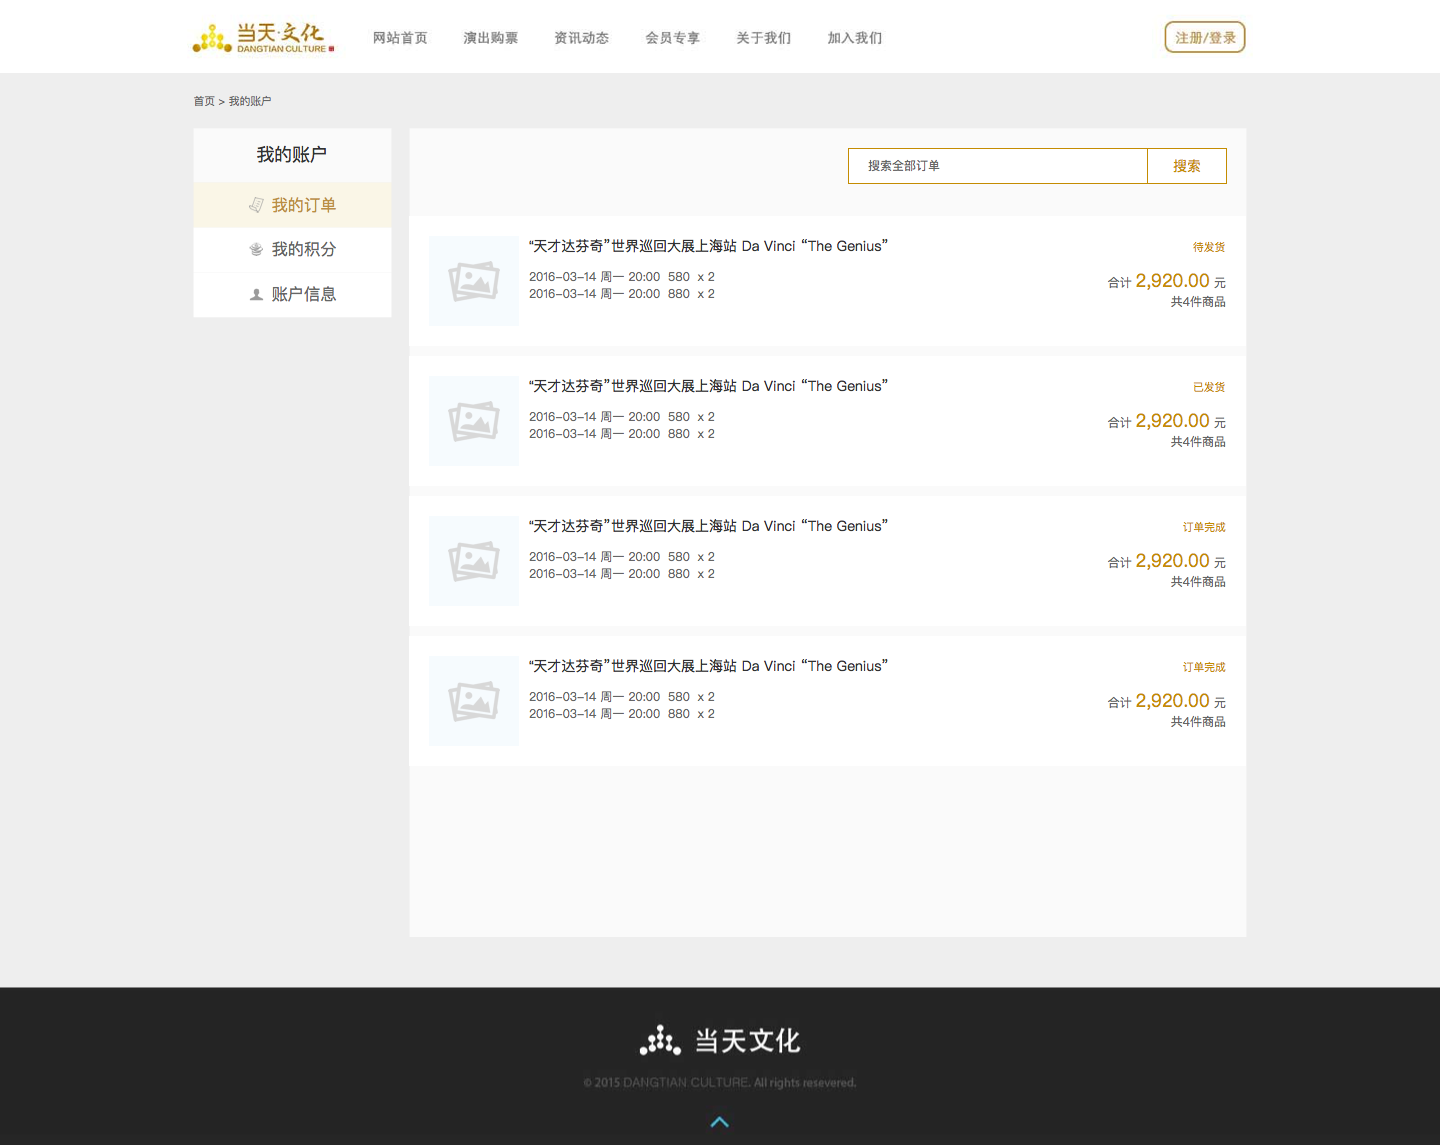 当天·文化
DANGTIAN CULTURE
网站首页 演出购票 资讯动态 会员专享 关于我们 加入我们
注册/登录
首页 > 我的账户
我的账户
我的订单
我的积分
账户信息
搜索全部订单 搜索
“天才达芬奇”世界巡回大展上海站 Da Vinci “The Genius”
待发货
2016-03-14 周一 20:00 580 x 2
2016-03-14 周一 20:00 880 x 2
合计 2,920.00 元
共4件商品
“天才达芬奇”世界巡回大展上海站 Da Vinci “The Genius”
已发货
2016-03-14 周一 20:00 580 x 2
2016-03-14 周一 20:00 880 x 2
合计 2,920.00 元
共4件商品
“天才达芬奇”世界巡回大展上海站 Da Vinci “The Genius”
订单完成
2016-03-14 周一 20:00 580 x 2
2016-03-14 周一 20:00 880 x 2
合计 2,920.00 元
共4件商品
“天才达芬奇”世界巡回大展上海站 Da Vinci “The Genius”
订单完成
2016-03-14 周一 20:00 580 x 2
2016-03-14 周一 20:00 880 x 2
合计 2,920.00 元
共4件商品
当天文化
© 2015 DANGTIAN CULTURE. All rights resevered.